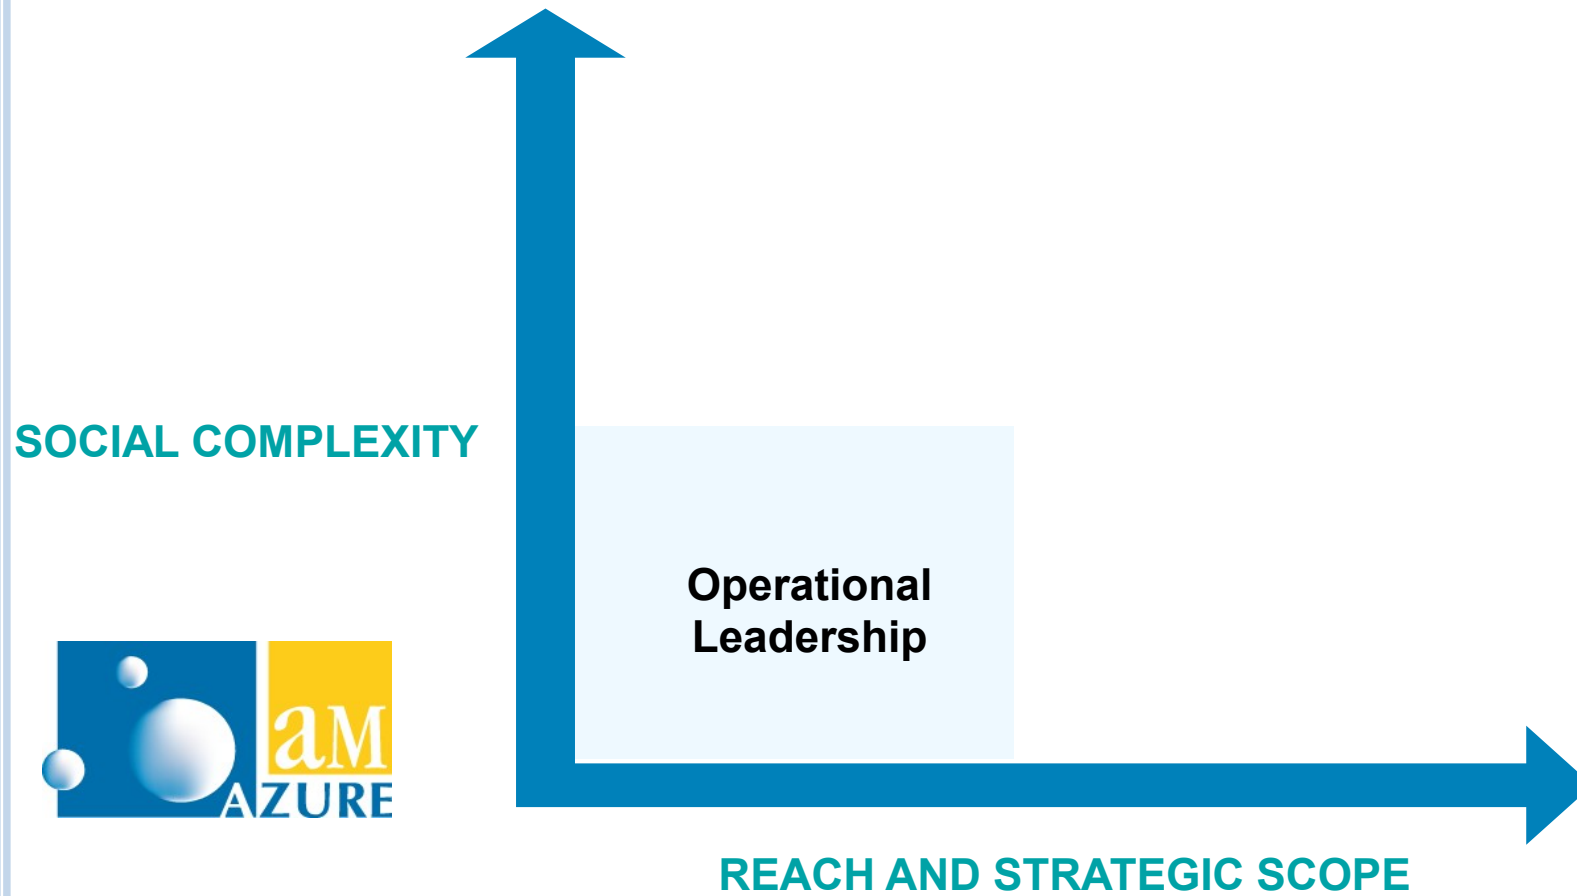 SOCIAL COMPLEXITY
Operational
Leadership
aM
AZURE
REACH AND STRATEGIC SCOPE